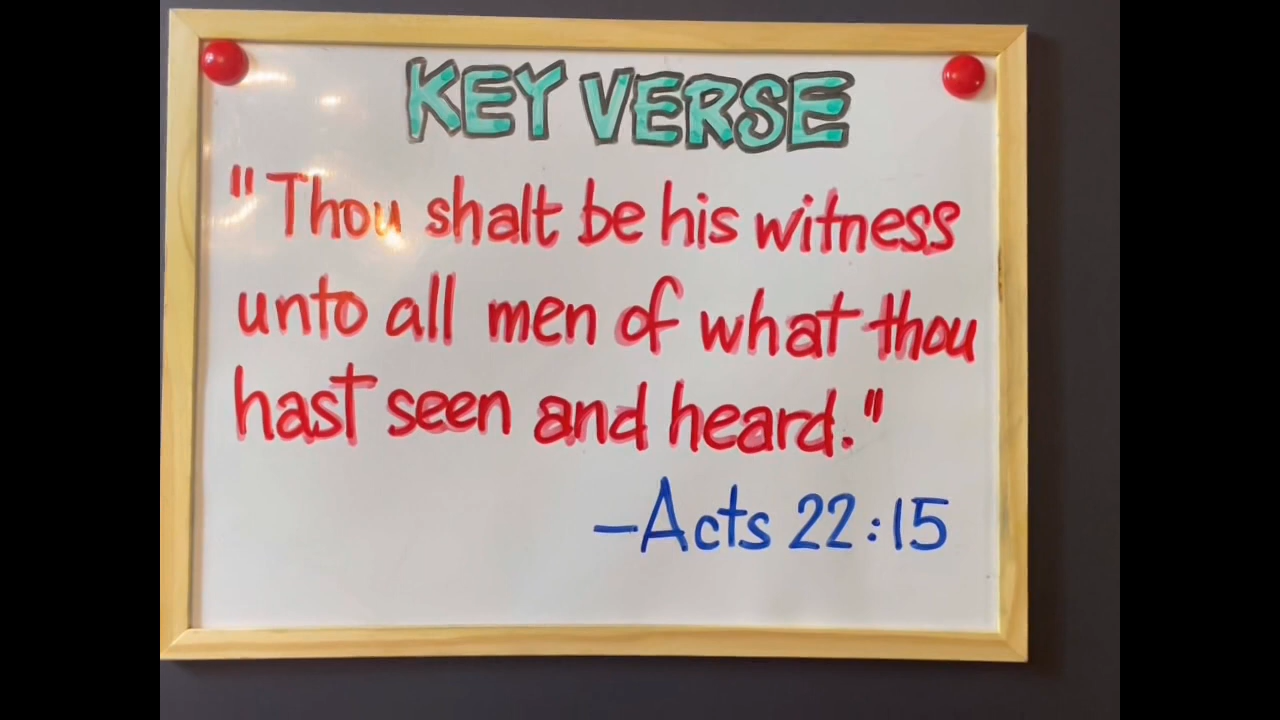 KEY VERSE
"Thou shalt be his witness
unto all men of what thou
hast seen and heard."
-Acts 22:15